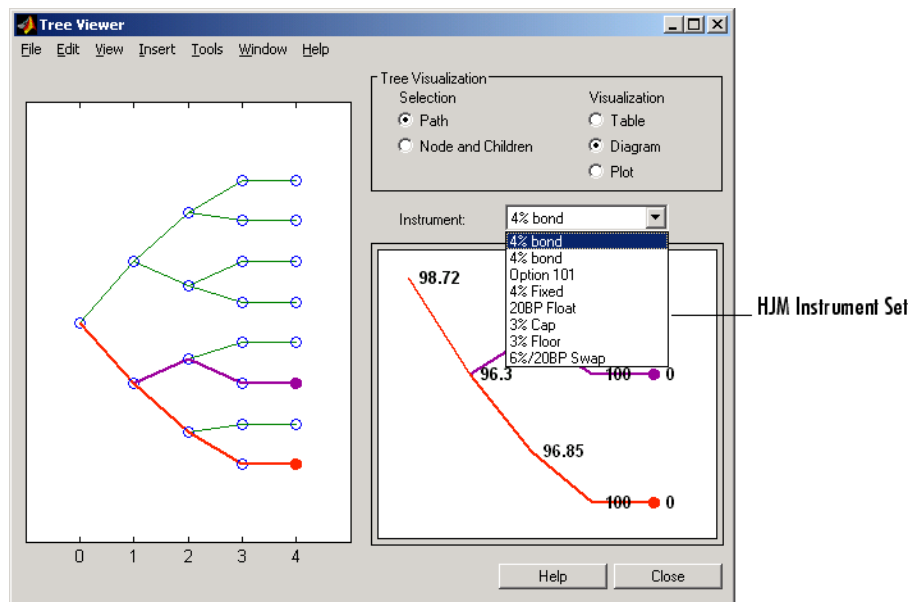 Tree Viewer
File Edit View Insert Tools Window Help
Tree Visualization
Selection
Visualization
Path
Table
Node and Children
Diagram
Plot
Instrument:
4% bond
4% bond
4% bond
Option 101
4% Fixed
20BP Float
3% Cap
3% Floor
6%/20BP Swap
HJM Instrument Set
98.72
96.3
100
0
96.85
100
0
0 1 2 3 4
Help
Close